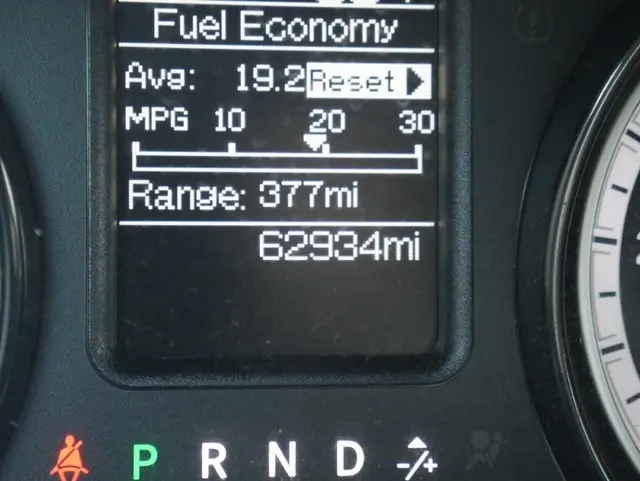 Fuel Economy
Avg: 19.2 Reset
MPG 10 20 30
Range: 377mi
62934mi
P R N D -/+